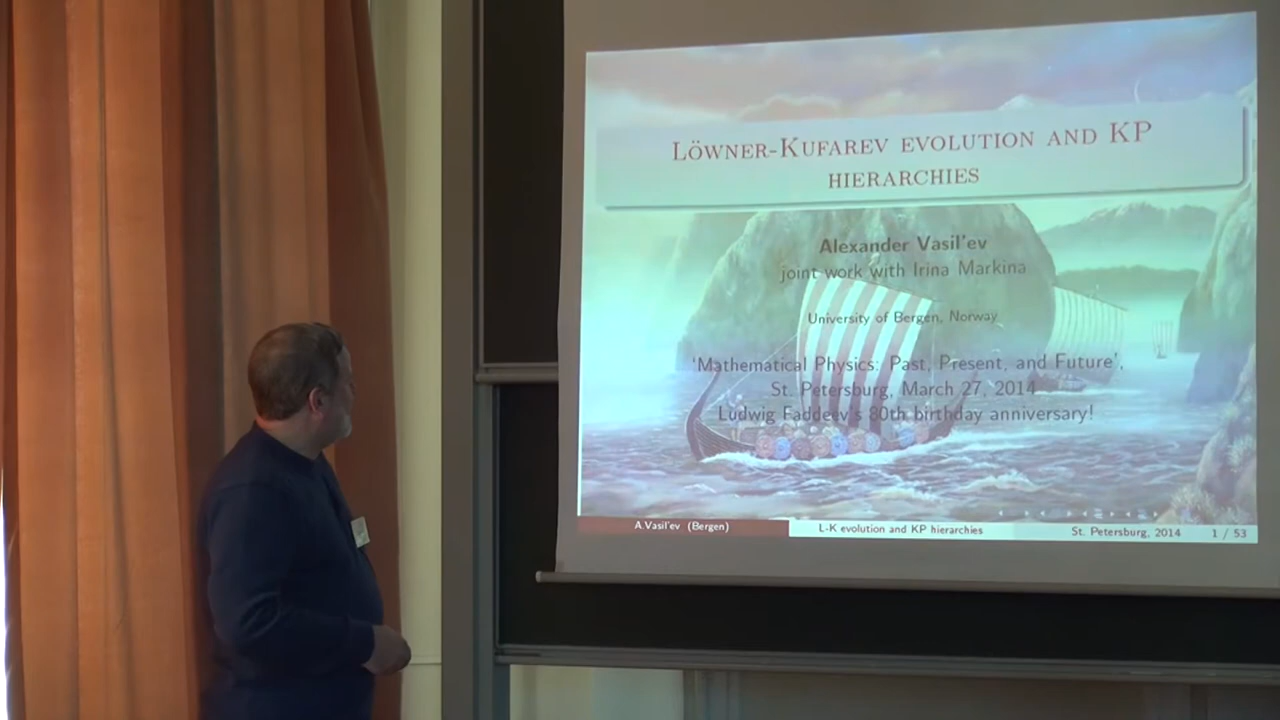 Löwner-Kufarev evolution and KP
hierarchies
Alexander Vasil'ev
joint work with Irina Markina
University of Bergen, Norway
'Mathematical Physics: Past, Present, and Future',
St. Petersburg, March 27, 2014
Ludwig Faddeev's 80th birthday anniversary!
A.Vasil'ev (Bergen) L-K evolution and KP hierarchies St. Petersburg, 2014 1 / 53